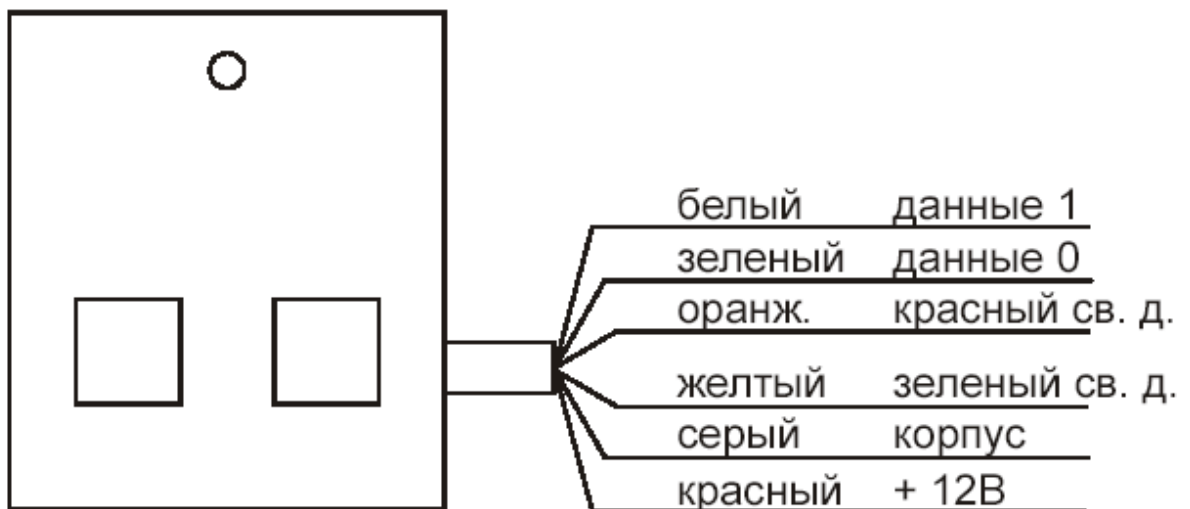 белый данные 1
зеленый данные 0
оранж. красный св. д.
желтый зеленый св. д.
серый корпус
красный + 12В